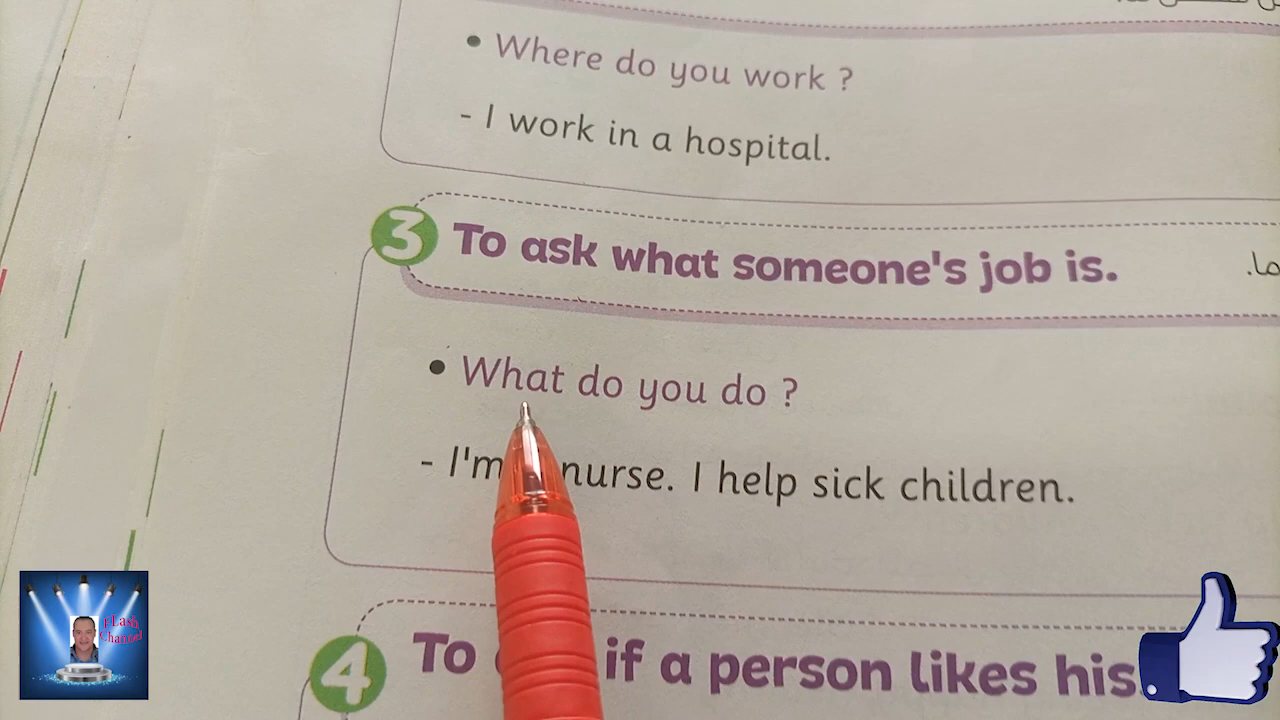 • Where do you work ?
- I work in a hospital.
3 To ask what someone's job is.
• What do you do ?
- I'm nurse. I help sick children.
4 To if a person likes his
FLash
Channel